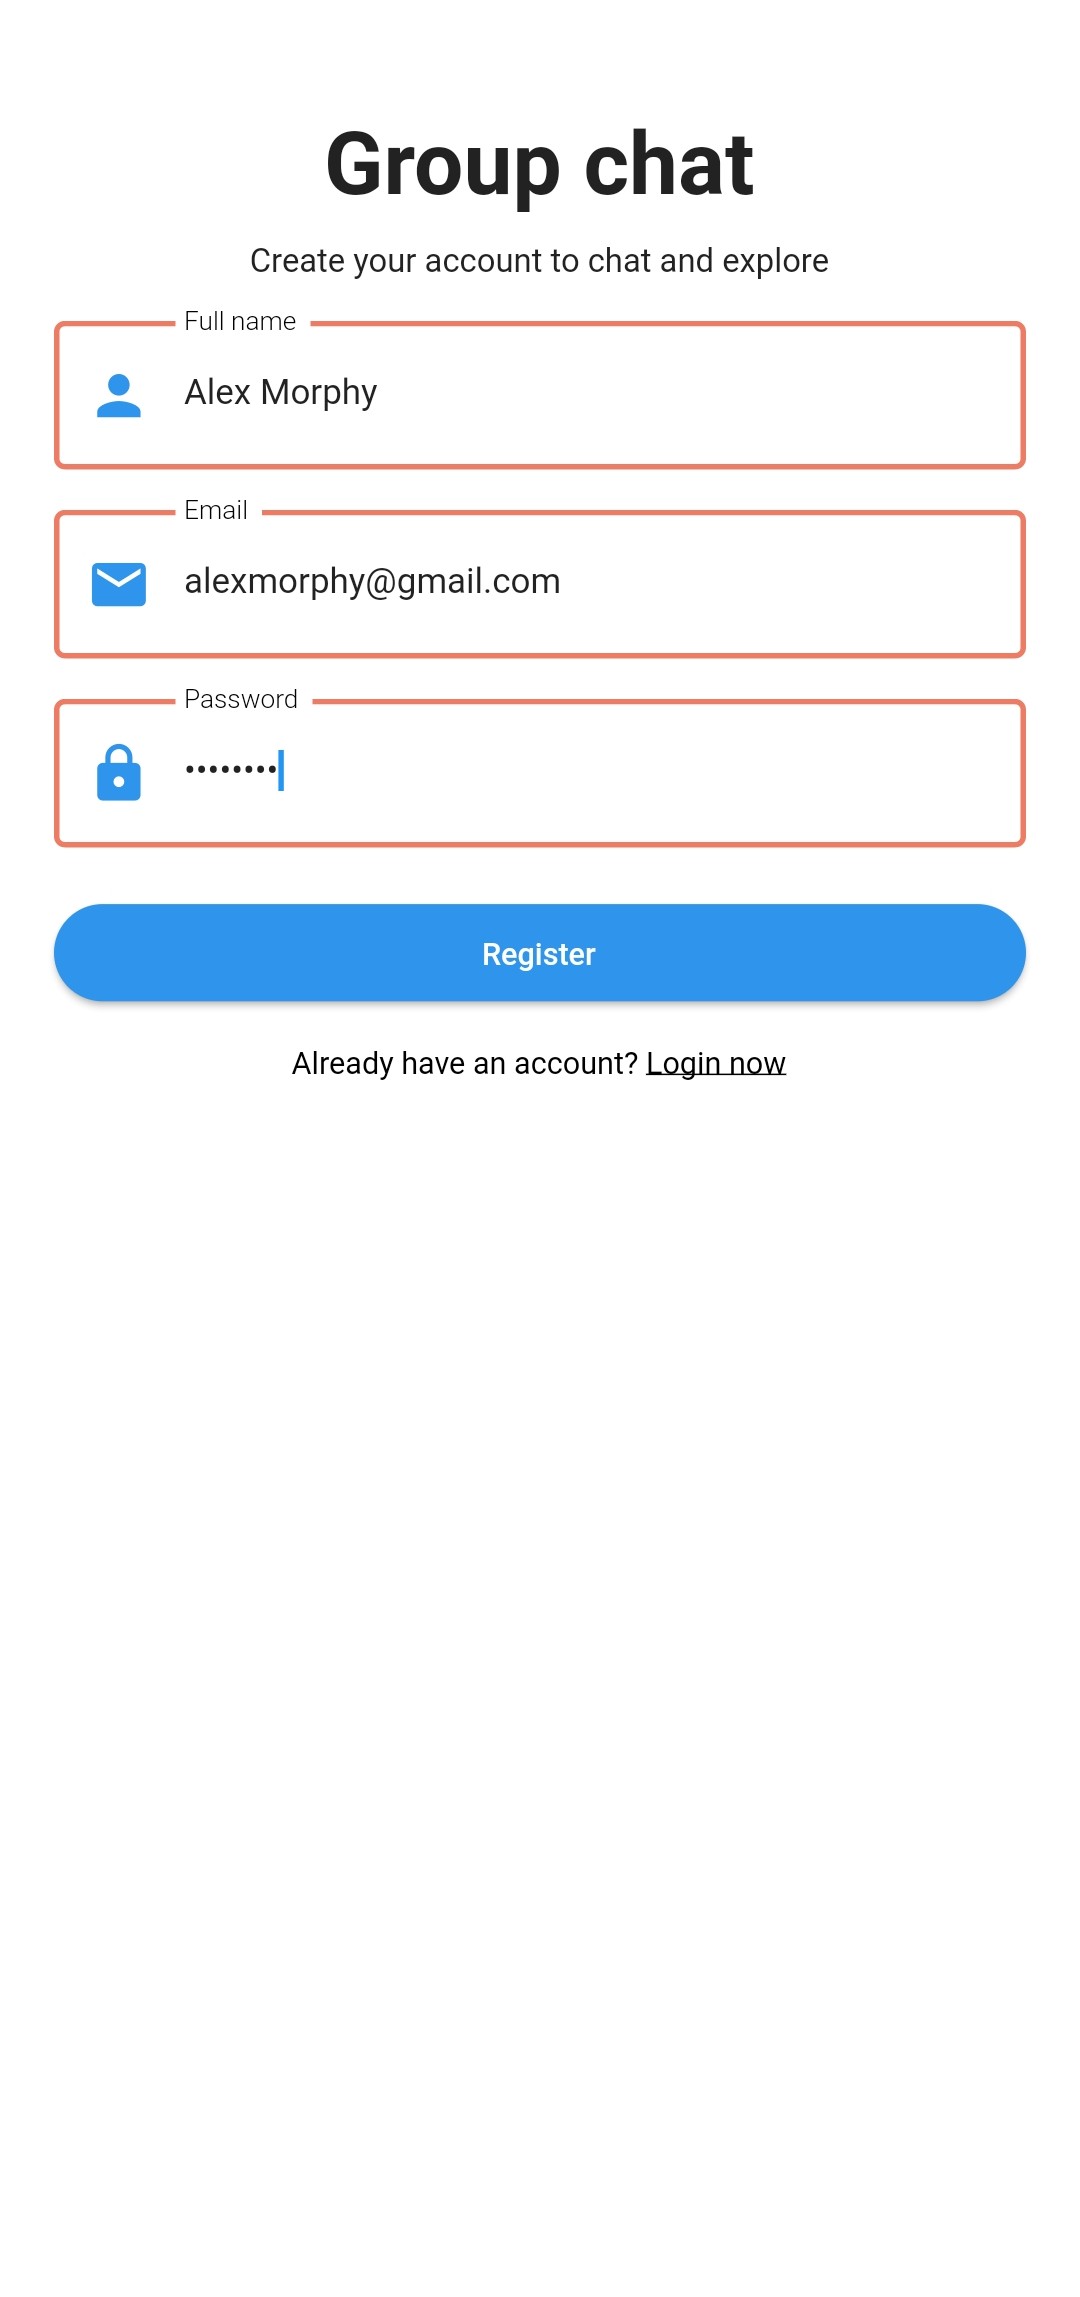 Group chat
Create your account to chat and explore
Full name
Alex Morphy
Email
alexmorphy@gmail.com
Password
••••••••
Register
Already have an account? Login now